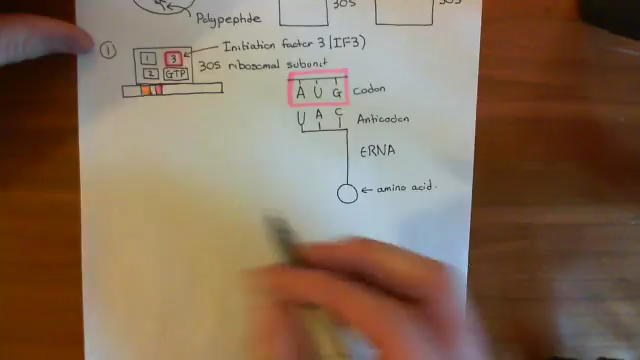 Polypeptide
30S
30S
1
Initiation factor 3 (IF3)
1 3
2 GTP
30S ribosomal subunit
A U G Codon
U A C Anticodon
tRNA
amino acid.